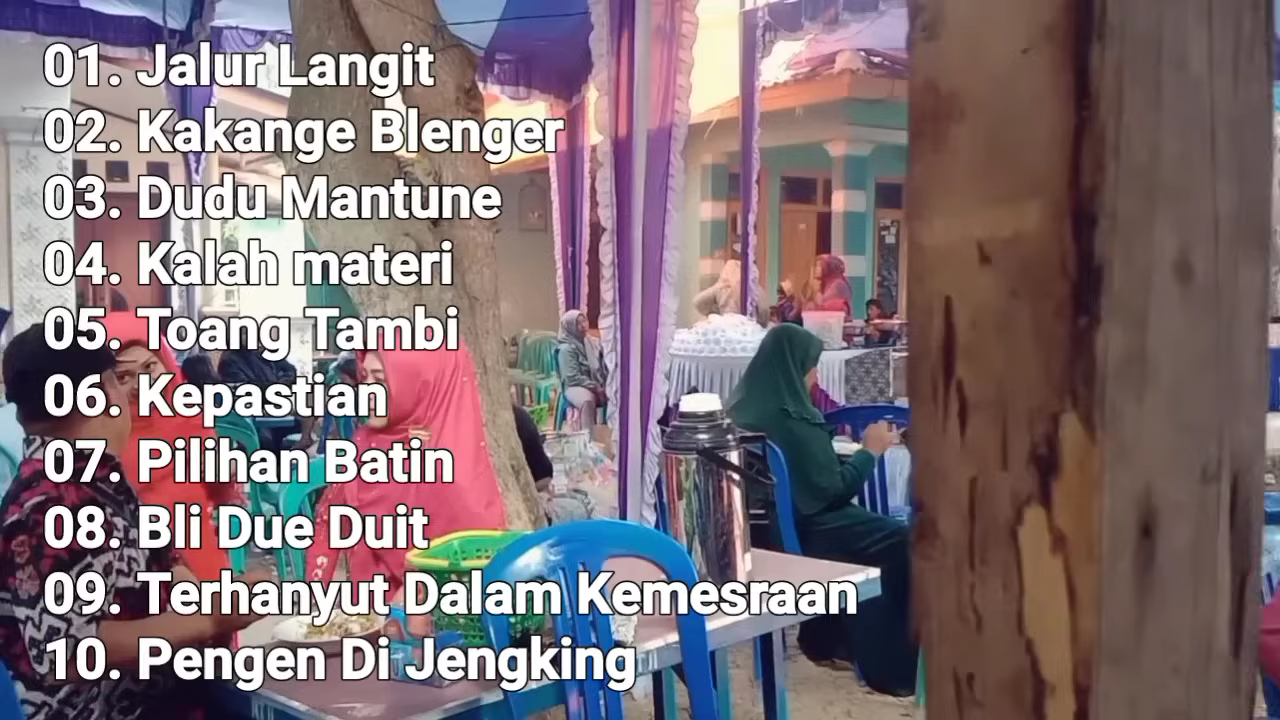 01. Jalur Langit
02. Kakange Blenger
03. Dudu Mantune
04. Kalah materi
05. Toang Tambi
06. Kepastian
07. Pilihan Batin
08. Bli Due Duit
09. Terhanyut Dalam Kemesraan
10. Pengen Di Jengking